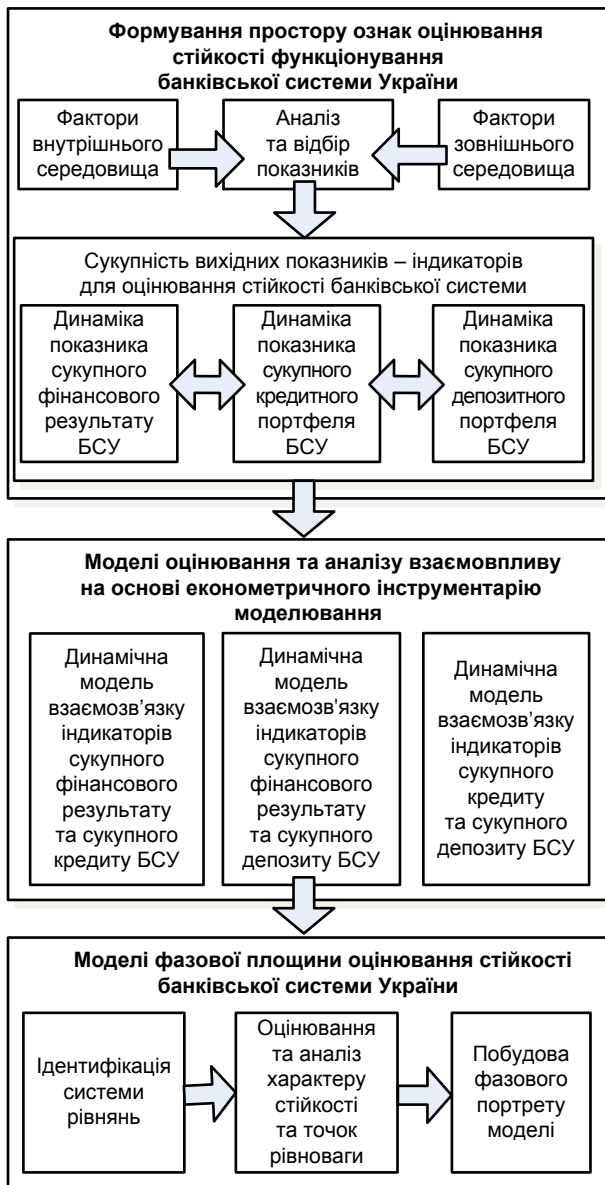 Формування простору ознак оцінювання
стійкості функціонування
банківської системи України
Фактори
внутрішнього
середовища
Аналіз
та відбір
показників
Фактори
зовнішнього
середовища
Сукупність вихідних показників – індикаторів
для оцінювання стійкості банківської системи
Динаміка
показника
сукупного
фінансового
результату
БСУ
Динаміка
показника
сукупного
кредитного
портфеля
БСУ
Динаміка
показника
сукупного
депозитного
портфеля
БСУ
Моделі оцінювання та аналізу взаємовпливу
на основі економетричного інструментарію
моделювання
Динамічна
модель
взаємозв’язку
індикаторів
сукупного
фінансового
результату
та сукупного
кредиту БСУ
Динамічна
модель
взаємозв'язку
індикаторів
сукупного
фінансового
результату
та сукупного
депозиту БСУ
Динамічна
модель
взаємозв’язку
індикаторів
сукупного
кредиту
та сукупного
депозиту БСУ
Моделі фазової площини оцінювання стійкості
банківської системи України
Ідентифікація
системи
рівнянь
Оцінювання
та аналіз
характеру
стійкості
та точок
рівноваги
Побудова
фазового
портрету
моделі